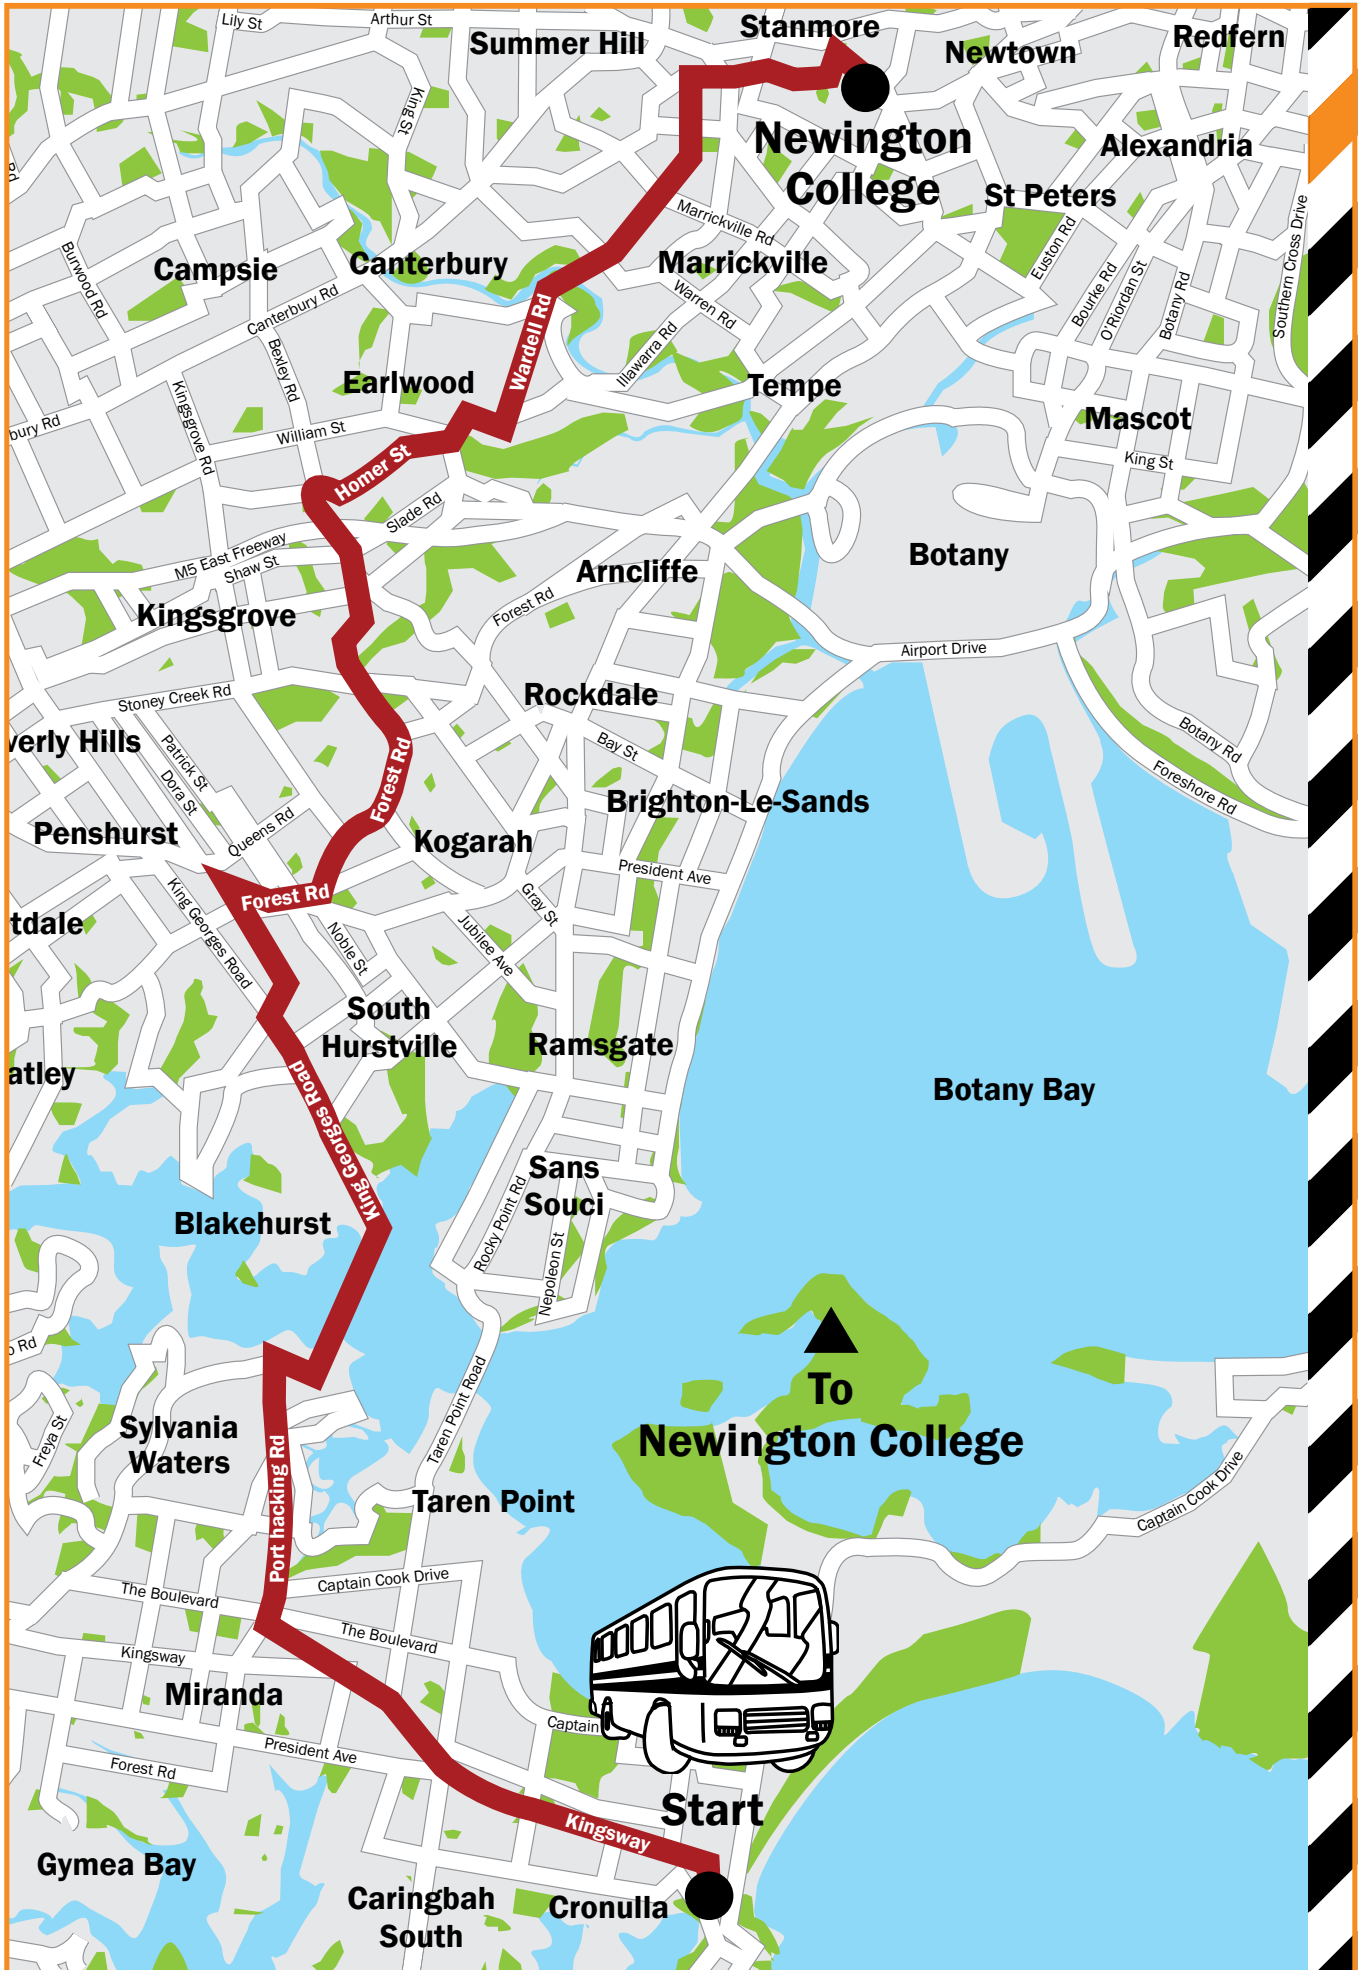 Lily St
Arthur St
Stanmore
Summer Hill
Newtown
Redfern
King St
Newington
College
Alexandria
Rd
St Peters
Marrickville Rd
Euston Rd
Southern Cross Drive
Burwood Rd
Campsie
Canterbury
Marrickville
Canterbury Rd
Warren Rd
Bourke Rd
O'Riordan St
Botany Rd
Wardell Rd
Illawarra Rd
Bexley Rd
Earlwood
Tempe
Kingsgrove Rd
bury Rd
William St
Mascot
King St
Homer St
Slade Rd
M5 East Freeway
Shaw St
Arncliffe
Botany
Forest Rd
Kingsgrove
Airport Drive
Stoney Creek Rd
Rockdale
verly Hills
Patrick St
Dora St
Bay St
Botany Rd
Foreshore Rd
Forest Rd
Brighton-Le-Sands
Penshurst
Queens Rd
Kogarah
President Ave
Forest Rd
King Georges Road
Gray St
tdale
Noble St
Jubilee Ave
South
Hurstville
Ramsgate
atley
King Georges Road
Botany Bay
Sans
Souci
Rocky Point Rd
Blakehurst
Nepoleon St
o Rd
Taren Point Road
To
Newington College
Sylvania
Waters
Freya St
Port hacking Rd
Taren Point
Captain Cook Drive
Captain Cook Drive
The Boulevard
The Boulevard
Kingsway
Miranda
Captain
President Ave
Forest Rd
Start
Kingsway
Gymea Bay
Caringbah
South
Cronulla